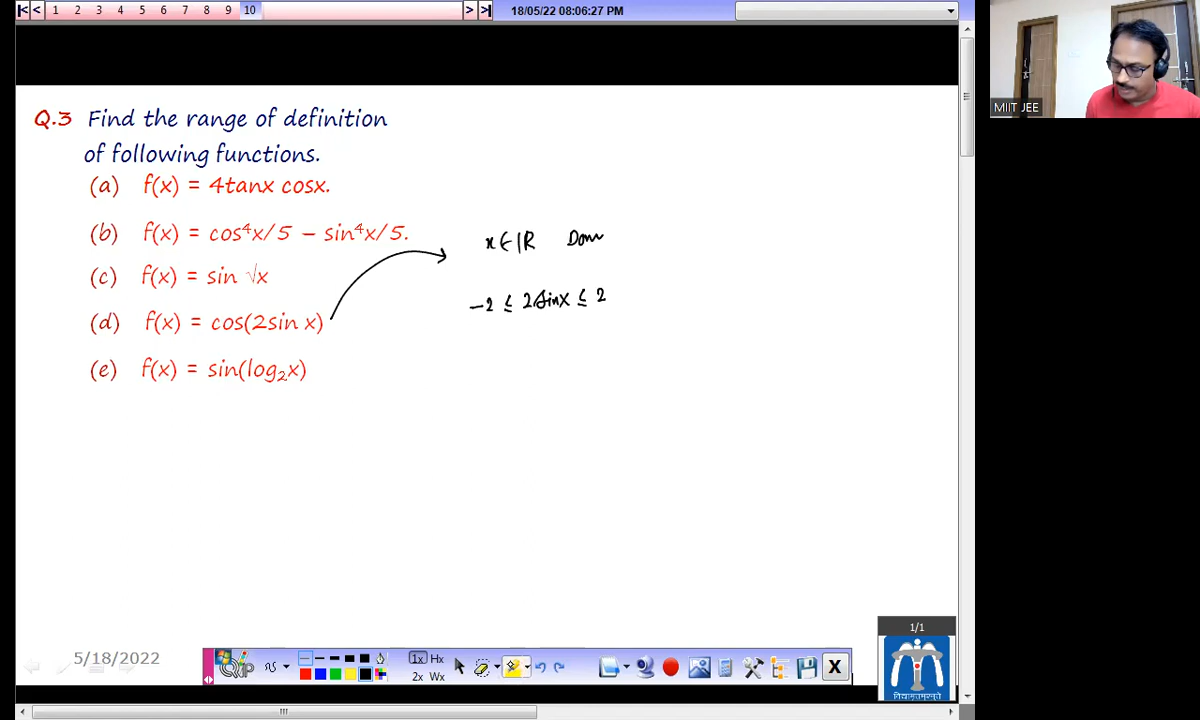 1 2 3 4 5 6 7 8 9 10
18/05/22 08:06:27 PM
MIIT JEE
Q.3 Find the range of definition
of following functions.
(a) f(x) = 4tanx cosx.
(b) f(x) = cos⁴x/5 – sin⁴x/5.
x∈ℝ Dom
(c) f(x) = sin √x
-2 ≤ 2sinx ≤ 2
(d) f(x) = cos(2sin x)
(e) f(x) = sin(log₂x)
1/1
5/18/2022
1x Hx
2x Wx
X